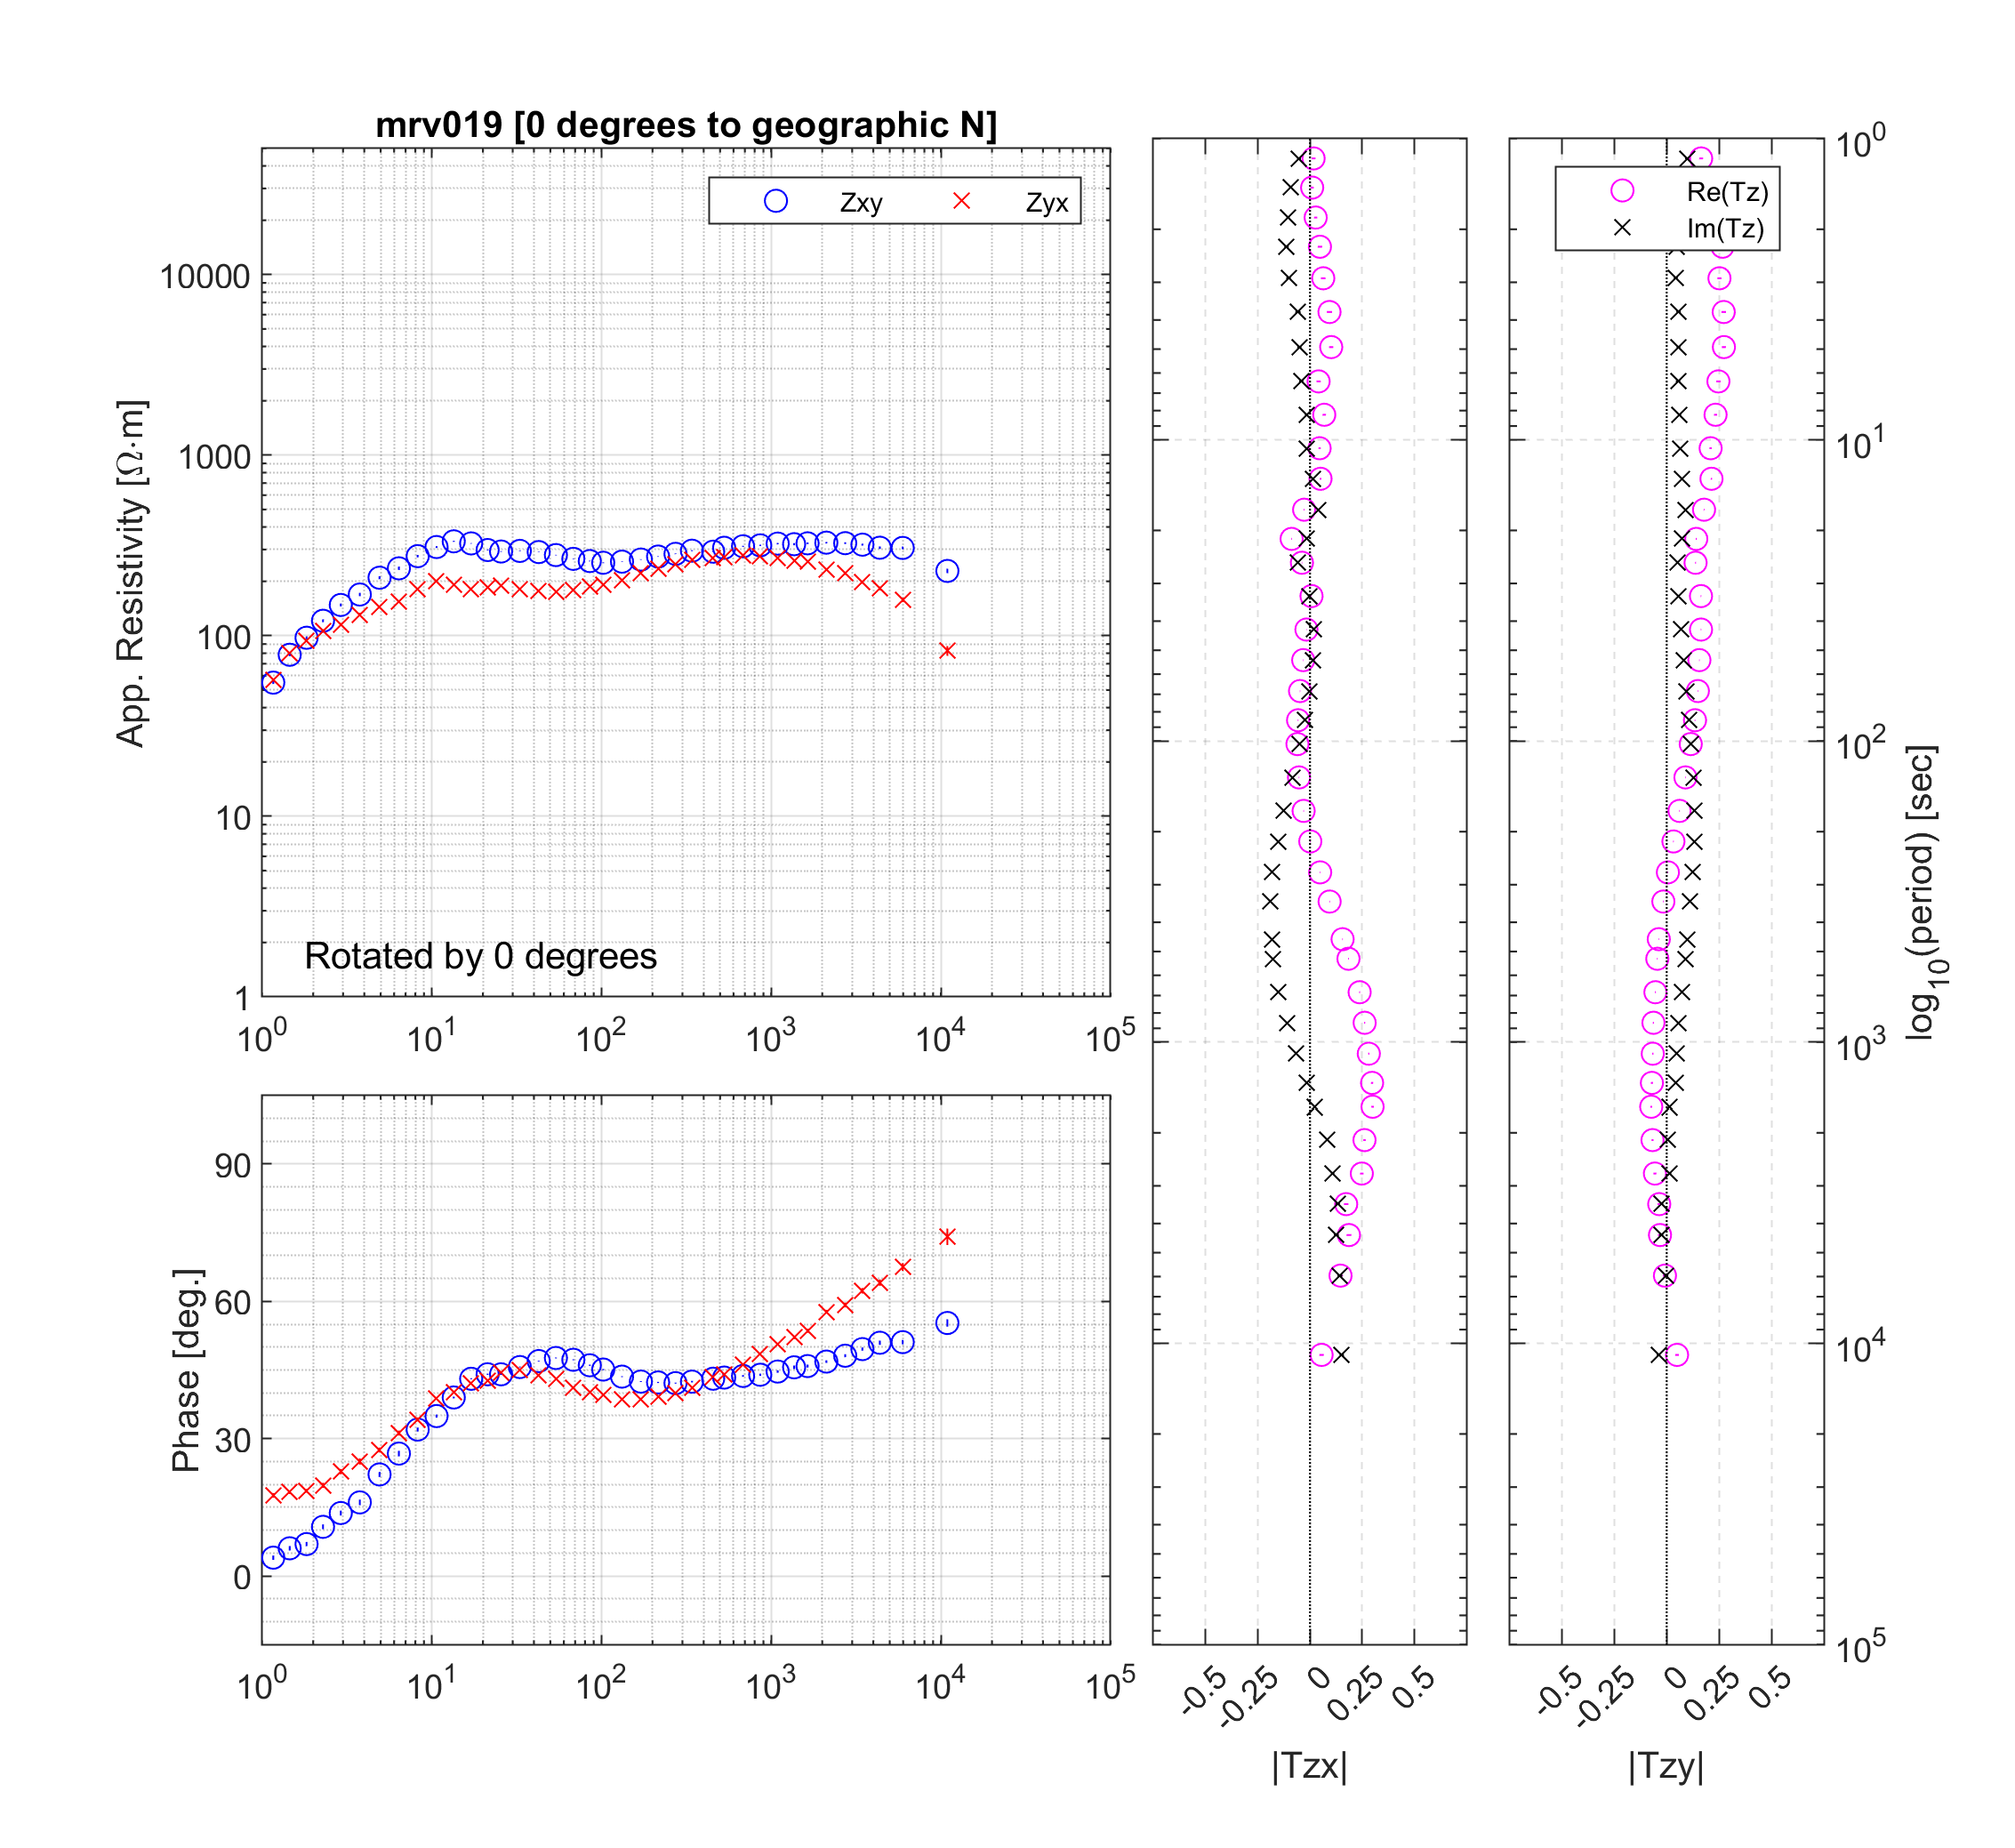 mrv019 [0 degrees to geographic N]
Zxy Zyx
App. Resistivity [Ω·m]
10000
1000
100
10
1
Rotated by 0 degrees
10^0 10^1 10^2 10^3 10^4 10^5
Phase [deg.]
90
60
30
0
10^0 10^1 10^2 10^3 10^4 10^5
-0.5 -0.25 0 0.25 0.5
|Tzx|
Re(Tz)
Im(Tz)
-0.5 -0.25 0 0.25 0.5
|Tzy|
10^0
10^1
10^2
10^3
10^4
10^5
log10(period) [sec]